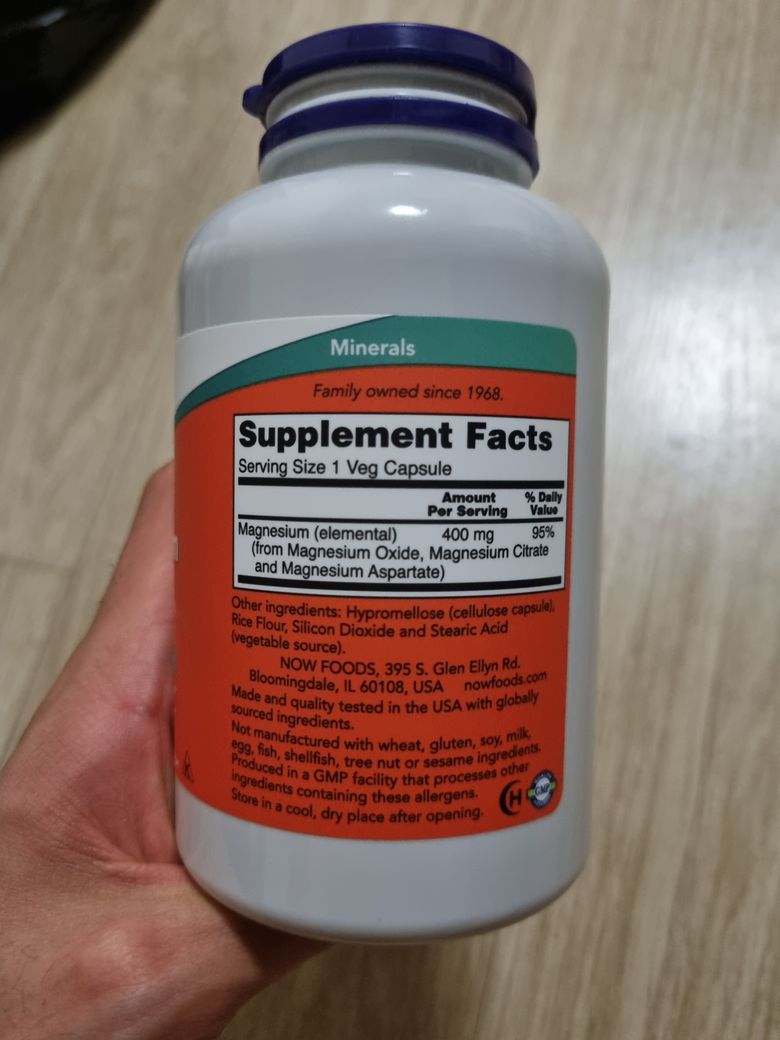 Minerals
Family owned since 1968.
Supplement Facts
Serving Size 1 Veg Capsule
Amount Per Serving
% Daily Value
Magnesium (elemental) 400 mg 95%
(from Magnesium Oxide, Magnesium Citrate
and Magnesium Aspartate)
Other ingredients: Hypromellose (cellulose capsule),
Rice Flour, Silicon Dioxide and Stearic Acid
(vegetable source).
NOW FOODS, 395 S. Glen Ellyn Rd.
Bloomingdale, IL 60108, USA nowfoods.com
Made and quality tested in the USA with globally
sourced ingredients.
Not manufactured with wheat, gluten, soy, milk,
egg, fish, shellfish, tree nut or sesame ingredients.
Produced in a GMP facility that processes other
ingredients containing these allergens.
Store in a cool, dry place after opening.
H
GMP
K